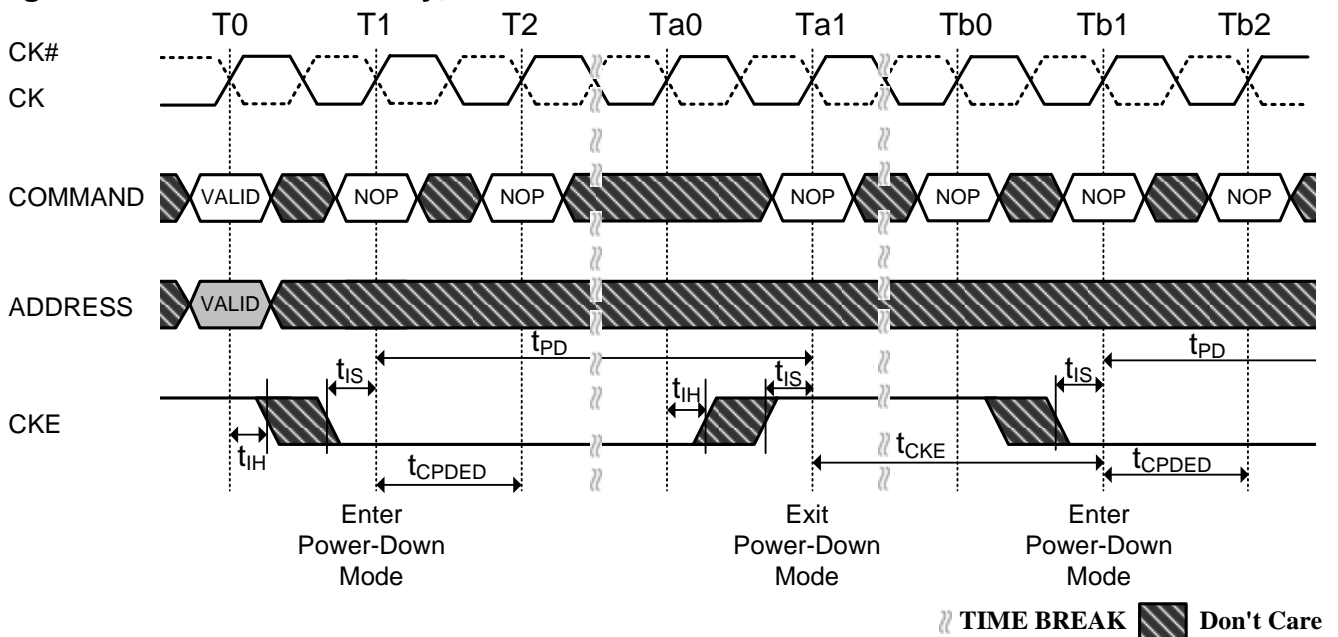 T0 T1 T2 Ta0 Ta1 Tb0 Tb1 Tb2
CK#
CK
COMMAND VALID NOP NOP NOP NOP NOP NOP
ADDRESS VALID
tPD tPD
tIS tIH tIS tIS
CKE
tIH tCPDED tCKE tCPDED
Enter Power-Down Mode
Exit Power-Down Mode
Enter Power-Down Mode
TIME BREAK Don't Care